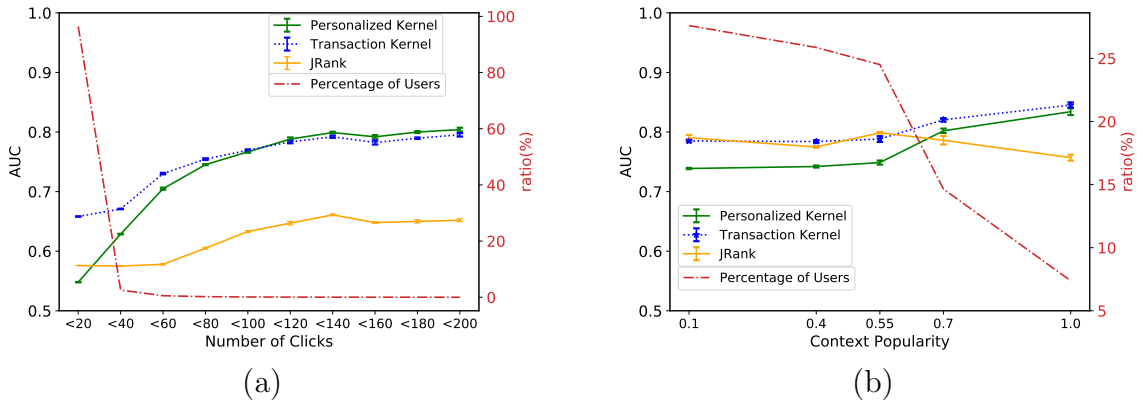 1.0
0.9
0.8
0.7
0.6
0.5
AUC
Personalized Kernel
Transaction Kernel
JRank
Percentage of Users
100
80
60
40
20
0
ratio(%)
<20 <40 <60 <80 <100 <120 <140 <160 <180 <200
Number of Clicks
(a)
1.0
0.9
0.8
0.7
0.6
0.5
AUC
Personalized Kernel
Transaction Kernel
JRank
Percentage of Users
25
20
15
10
5
ratio(%)
0.1 0.4 0.55 0.7 1.0
Context Popularity
(b)